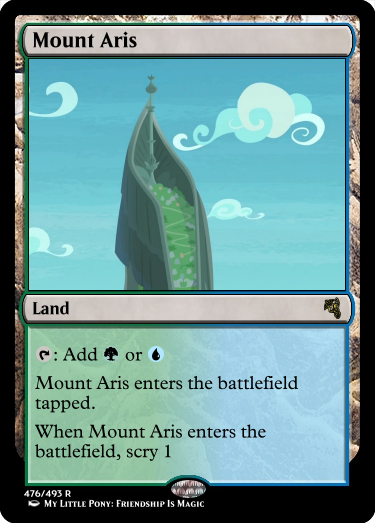 Mount Aris
Land
: Add or
Mount Aris enters the battlefield
tapped.
When Mount Aris enters the
battlefield, scry 1
476/493 R
My Little Pony: Friendship Is Magic